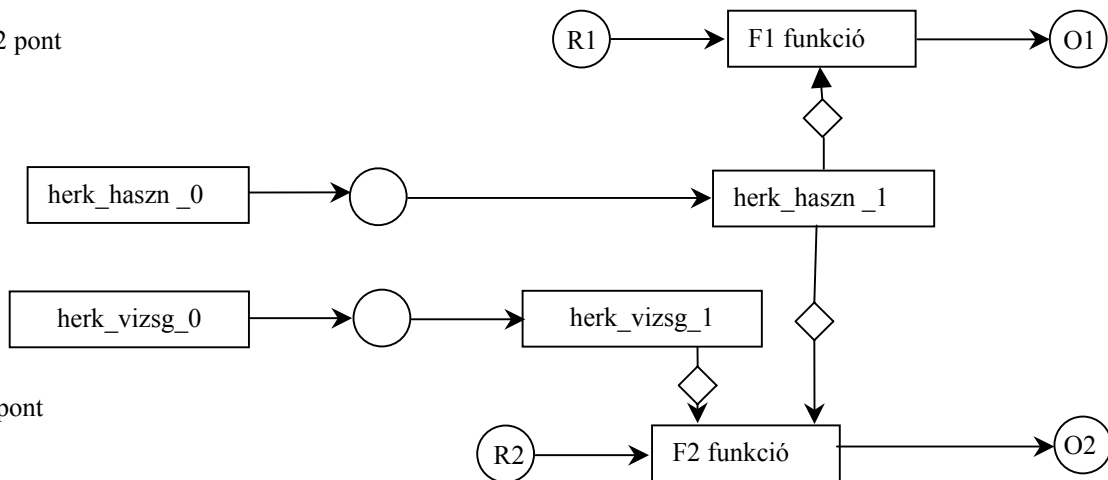 2 pont
R1
F1 funkció
O1
herk_haszn _0
herk_haszn _1
herk_vizsg_0
herk_vizsg_1
pont
R2
F2 funkció
O2